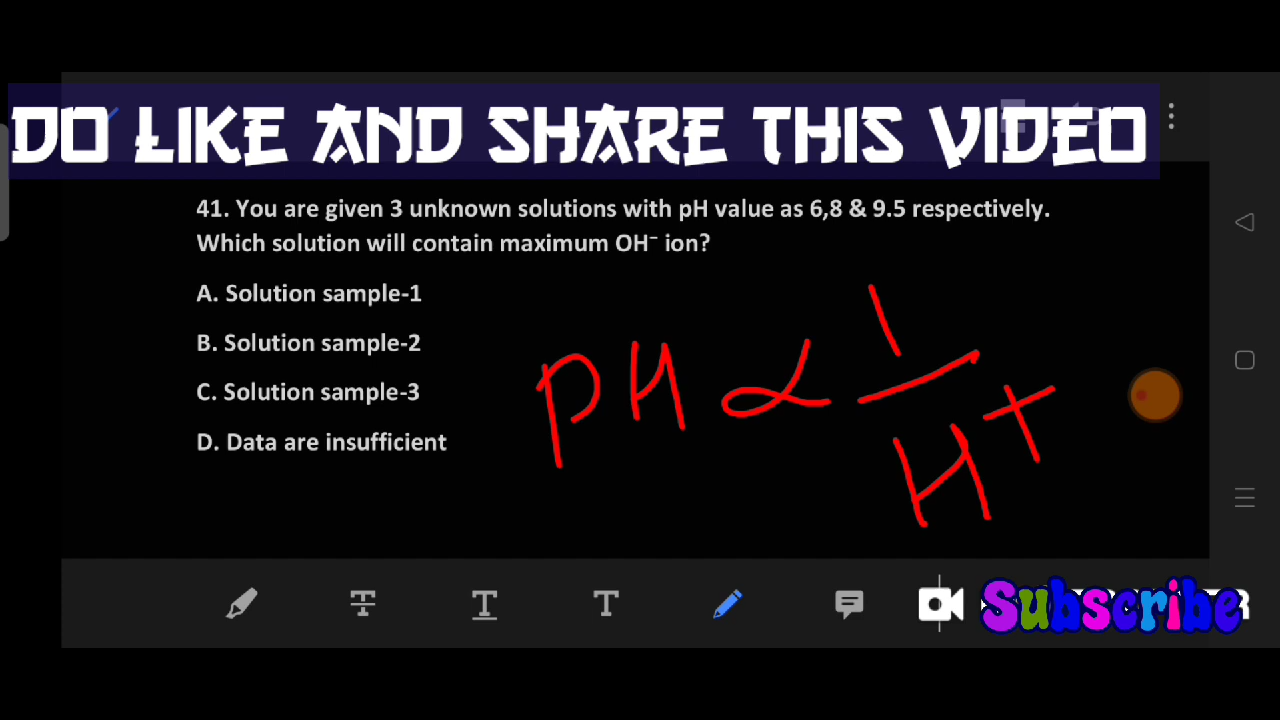 DO LIKE AND SHARE THIS VIDEO
41. You are given 3 unknown solutions with pH value as 6,8 & 9.5 respectively.
Which solution will contain maximum OH⁻ ion?
A. Solution sample-1
B. Solution sample-2
C. Solution sample-3
D. Data are insufficient
PH ∝ 1/H+
T T T
Subscribe